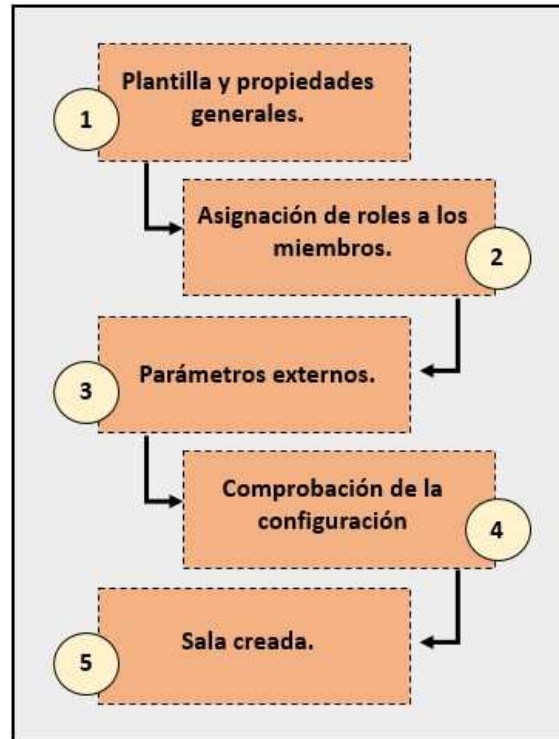 Plantilla y propiedades
generales.
1
Asignación de roles a los
miembros.
2
Parámetros externos.
3
Comprobación de la
configuración
4
Sala creada.
5